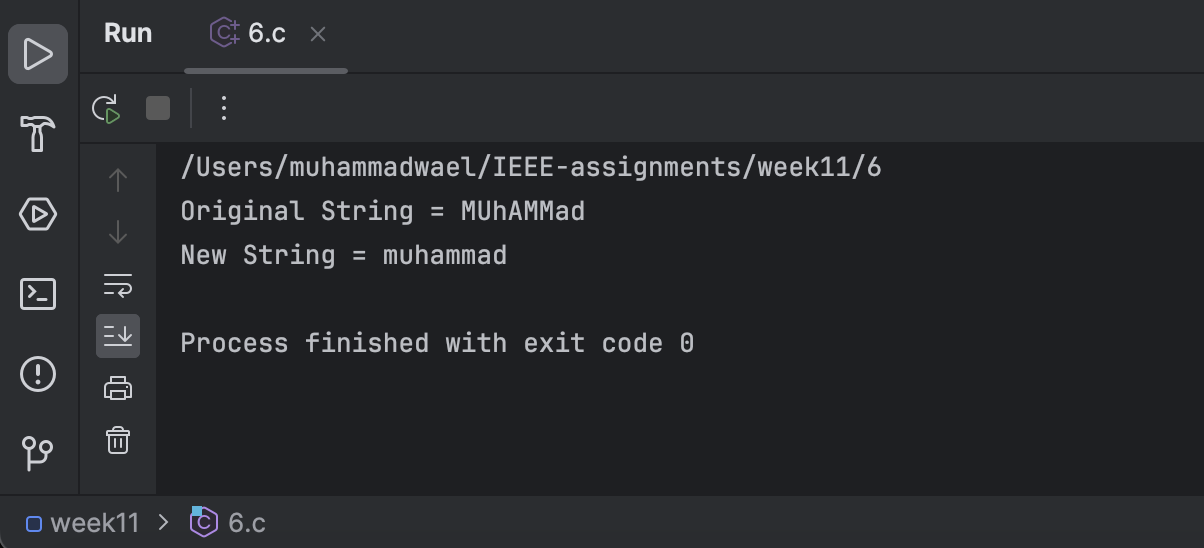 Run 6.c
/Users/muhammadwael/IEEE-assignments/week11/6
Original String = MUhAMMad
New String = muhammad
Process finished with exit code 0
week11 > 6.c